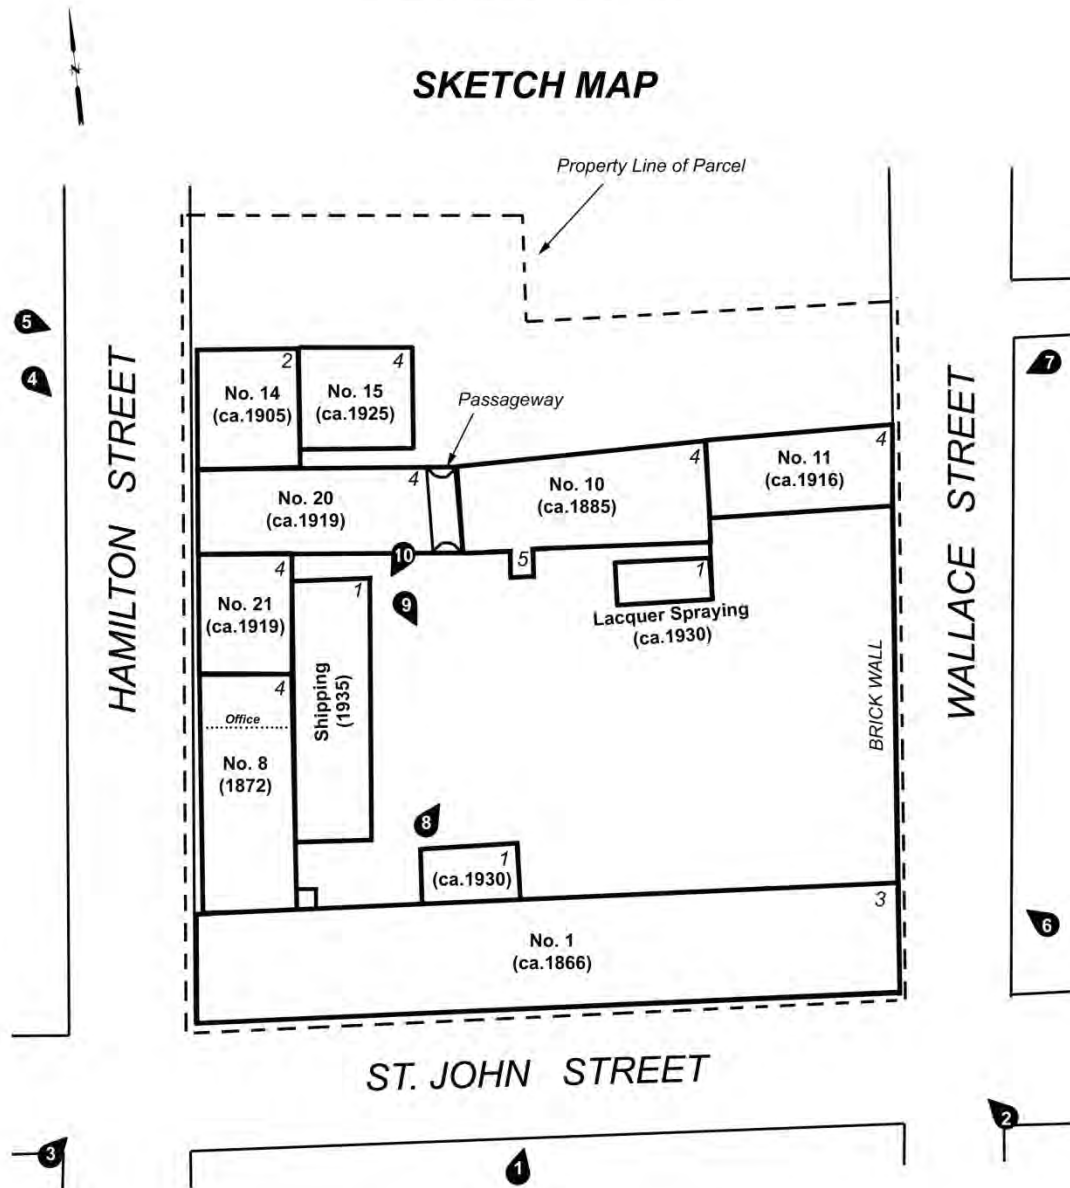 N
SKETCH MAP
Property Line of Parcel
5
4
7
HAMILTON STREET
WALLACE STREET
2
No. 14
(ca.1905)
4
No. 15
(ca.1925)
Passageway
4
No. 20
(ca.1919)
4
No. 10
(ca.1885)
4
No. 11
(ca.1916)
10
9
5
1
Lacquer Spraying
(ca.1930)
4
No. 21
(ca.1919)
1
Shipping
(1935)
4
Office
No. 8
(1872)
BRICK WALL
8
1
(ca.1930)
3
No. 1
(ca.1866)
6
ST. JOHN STREET
3
1
2